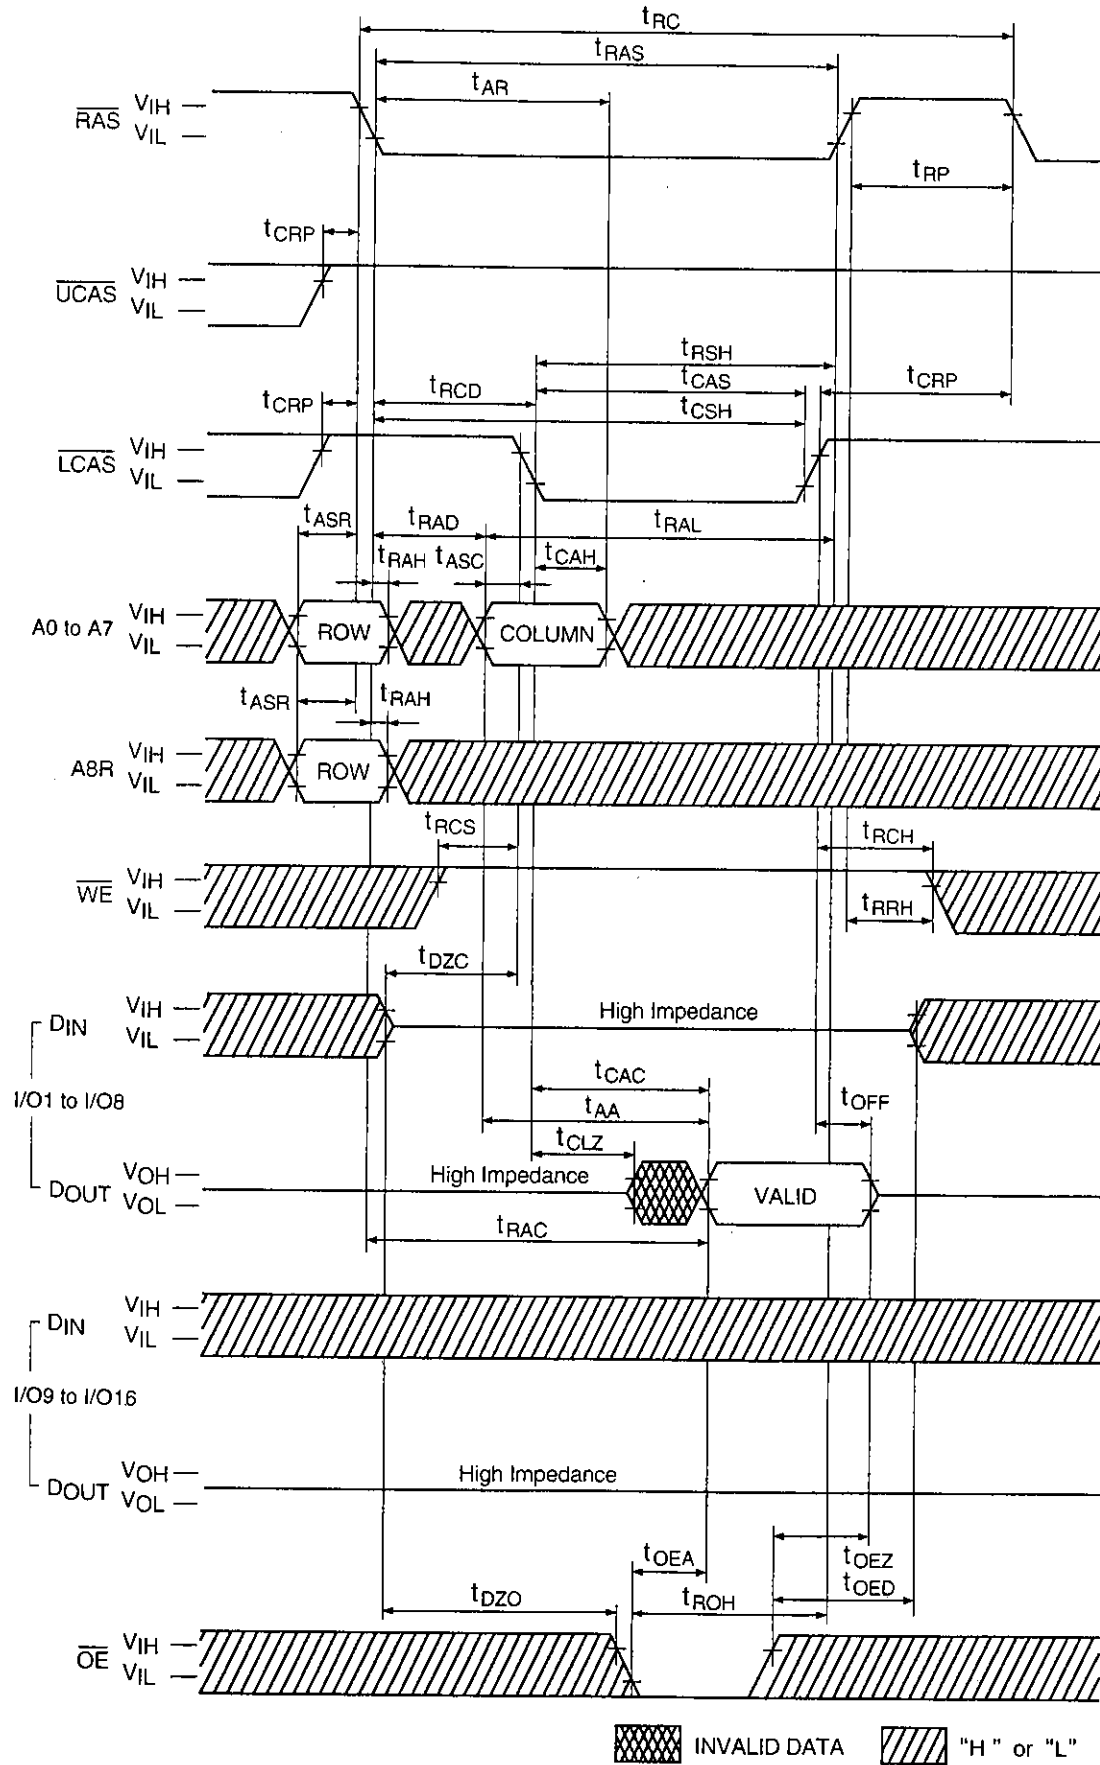 tRC
tRAS
tAR
RAS VIH
VIL
tRP
tCRP
UCAS VIH
VIL
tRSH
tCAS tCRP
tCRP tRCD
tCSH
LCAS VIH
VIL
tASR tRAD tRAL
tRAH tASC tCAH
A0 to A7 VIH
VIL
ROW COLUMN
tASR tRAH
A8R VIH
VIL
ROW
tRCS tRCH
WE VIH
VIL
tRRH
tDZC
DIN VIH
VIL
High Impedance
I/O1 to I/O8
tCAC
tAA tOFF
tCLZ
DOUT VOH
VOL
High Impedance
VALID
tRAC
DIN VIH
VIL
I/O9 to I/O16
DOUT VOH
VOL
High Impedance
tOEA tOEZ
tOED
tDZO tROH
OE VIH
VIL
INVALID DATA "H" or "L"